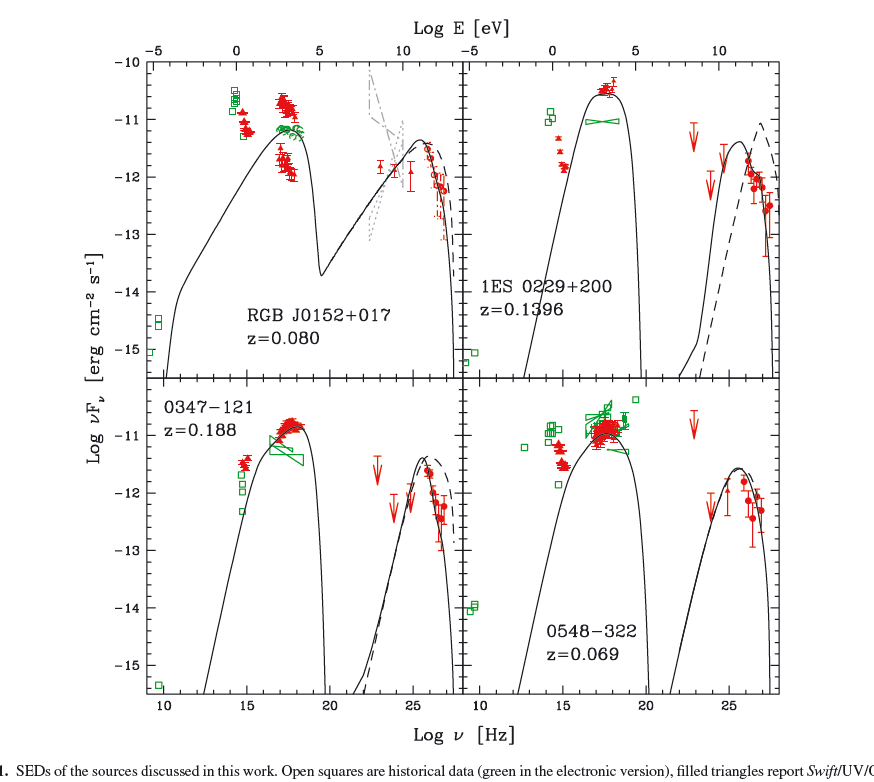 Log E [eV]
−5 0 5 10 −5 0 5 10
−10
−11
−12
−13
−14
−15
RGB J0152+017
z=0.080
1ES 0229+200
z=0.1396
Log νFν [erg cm−2 s−1]
−11
−12
−13
−14
−15
0347−121
z=0.188
0548−322
z=0.069
10 15 20 25 10 15 20 25
Log ν [Hz]
1. SEDs of the sources discussed in this work. Open squares are historical data (green in the electronic version), filled triangles report Swift/UV/